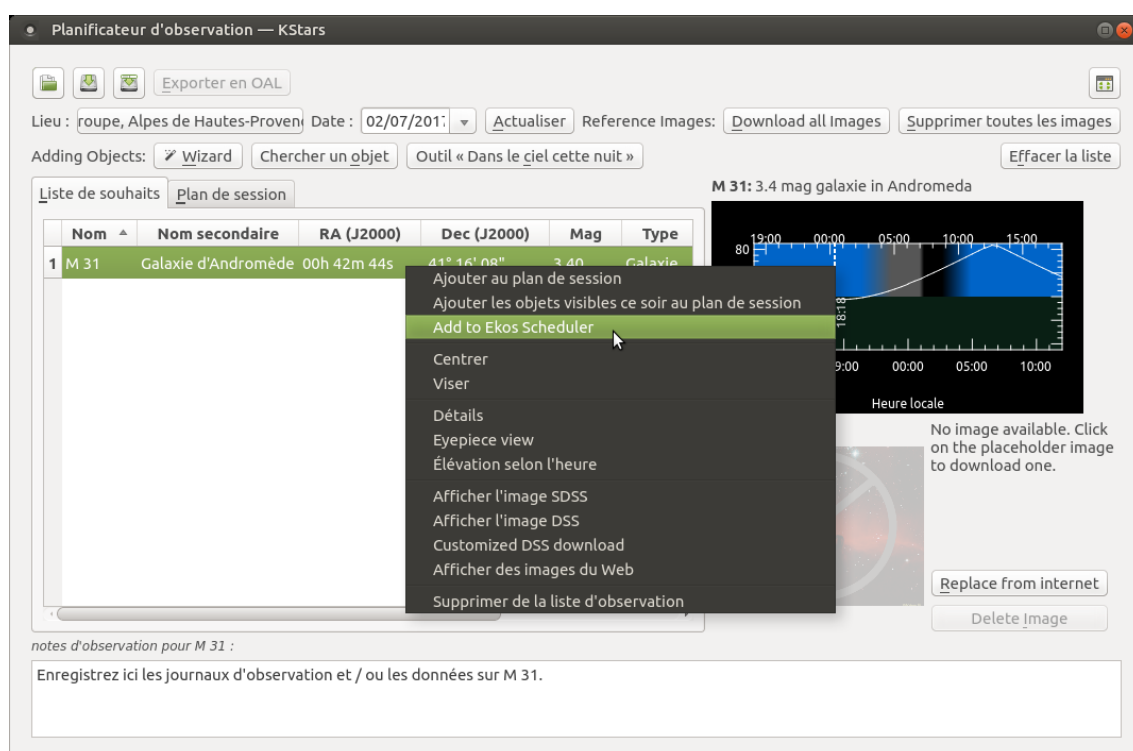 Planificateur d'observation — KStars
Exporter en OAL
Lieu : roupe, Alpes de Hautes-Proven Date : 02/07/2017 Actualiser Reference Images: Download all Images Supprimer toutes les images
Adding Objects: Wizard Chercher un objet Outil « Dans le ciel cette nuit » Effacer la liste
Liste de souhaits Plan de session
M 31: 3.4 mag galaxie in Andromeda
Nom Nom secondaire RA (J2000) Dec (J2000) Mag Type
1 M 31 Galaxie d'Andromède 00h 42m 44s 41° 16' 08" 3,40 Galaxie
19:00 00:00 05:00 10:00 15:00
80
18:18
9:00 00:00 05:00 10:00
Heure locale
Ajouter au plan de session
Ajouter les objets visibles ce soir au plan de session
Add to Ekos Scheduler
Centrer
Viser
Détails
Eyepiece view
Élévation selon l'heure
Afficher l'image SDSS
Afficher l'image DSS
Customized DSS download
Afficher des images du Web
Supprimer de la liste d'observation
No image available. Click
on the placeholder image
to download one.
Replace from internet
Delete Image
notes d'observation pour M 31 :
Enregistrez ici les journaux d'observation et / ou les données sur M 31.